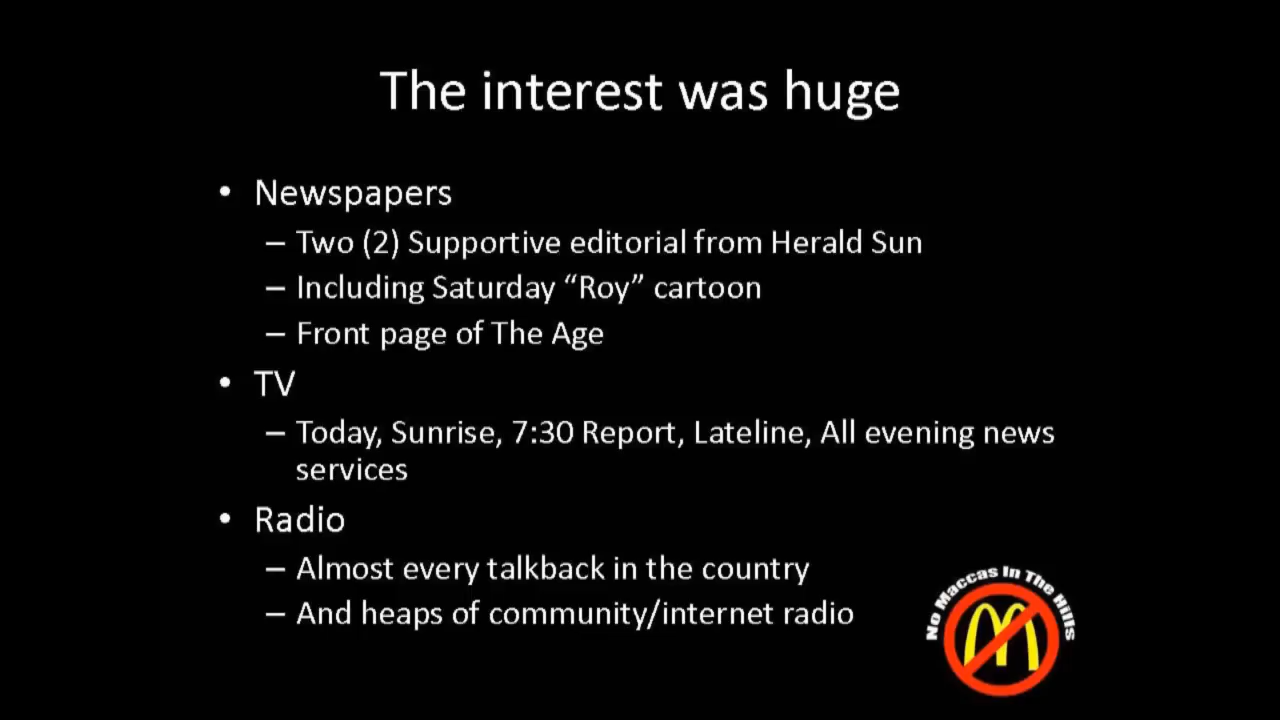 The interest was huge
• Newspapers
– Two (2) Supportive editorial from Herald Sun
– Including Saturday “Roy” cartoon
– Front page of The Age
• TV
– Today, Sunrise, 7:30 Report, Lateline, All evening news
services
• Radio
– Almost every talkback in the country
– And heaps of community/internet radio
No Maccas In The Hills